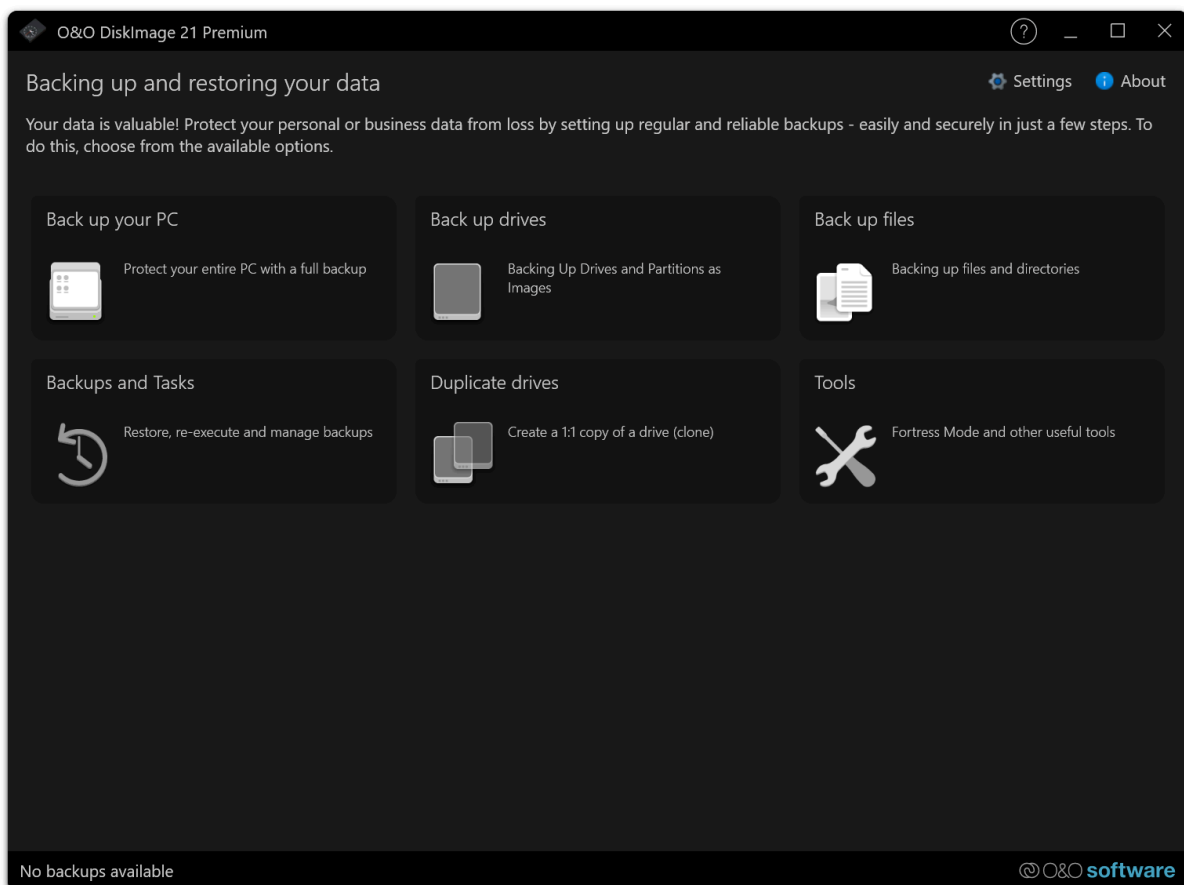 O&O DiskImage 21 Premium
?
Backing up and restoring your data
Settings
About
Your data is valuable! Protect your personal or business data from loss by setting up regular and reliable backups - easily and securely in just a few steps. To
do this, choose from the available options.
Back up your PC
Protect your entire PC with a full backup
Back up drives
Backing Up Drives and Partitions as
Images
Back up files
Backing up files and directories
Backups and Tasks
Restore, re-execute and manage backups
Duplicate drives
Create a 1:1 copy of a drive (clone)
Tools
Fortress Mode and other useful tools
No backups available
O&O software